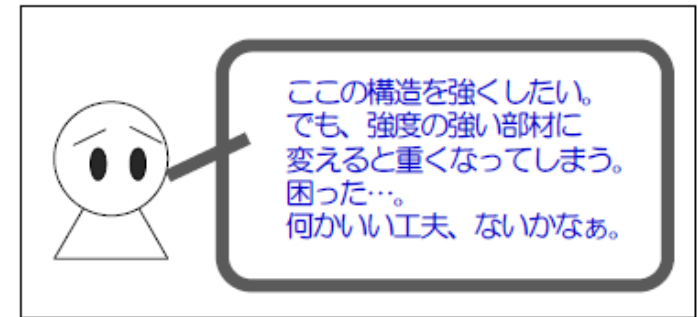 ここの構造を強くしたい。
でも、強度の強い部材に
変えると重くなってしまう。
困った…。
何かいい工夫、ないかなぁ。